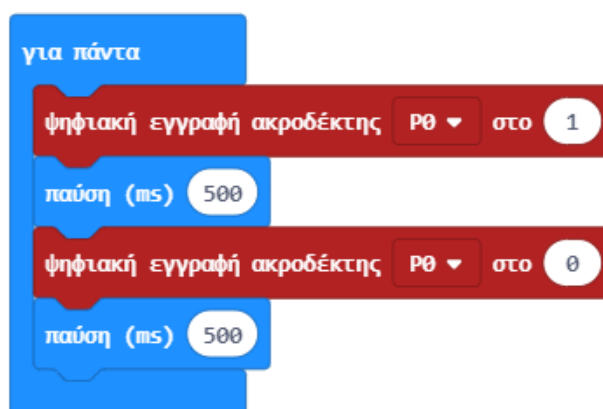 για πάντα
ψηφιακή εγγραφή ακροδέκτης P0 στο 1
παύση (ms) 500
ψηφιακή εγγραφή ακροδέκτης P0 στο 0
παύση (ms) 500